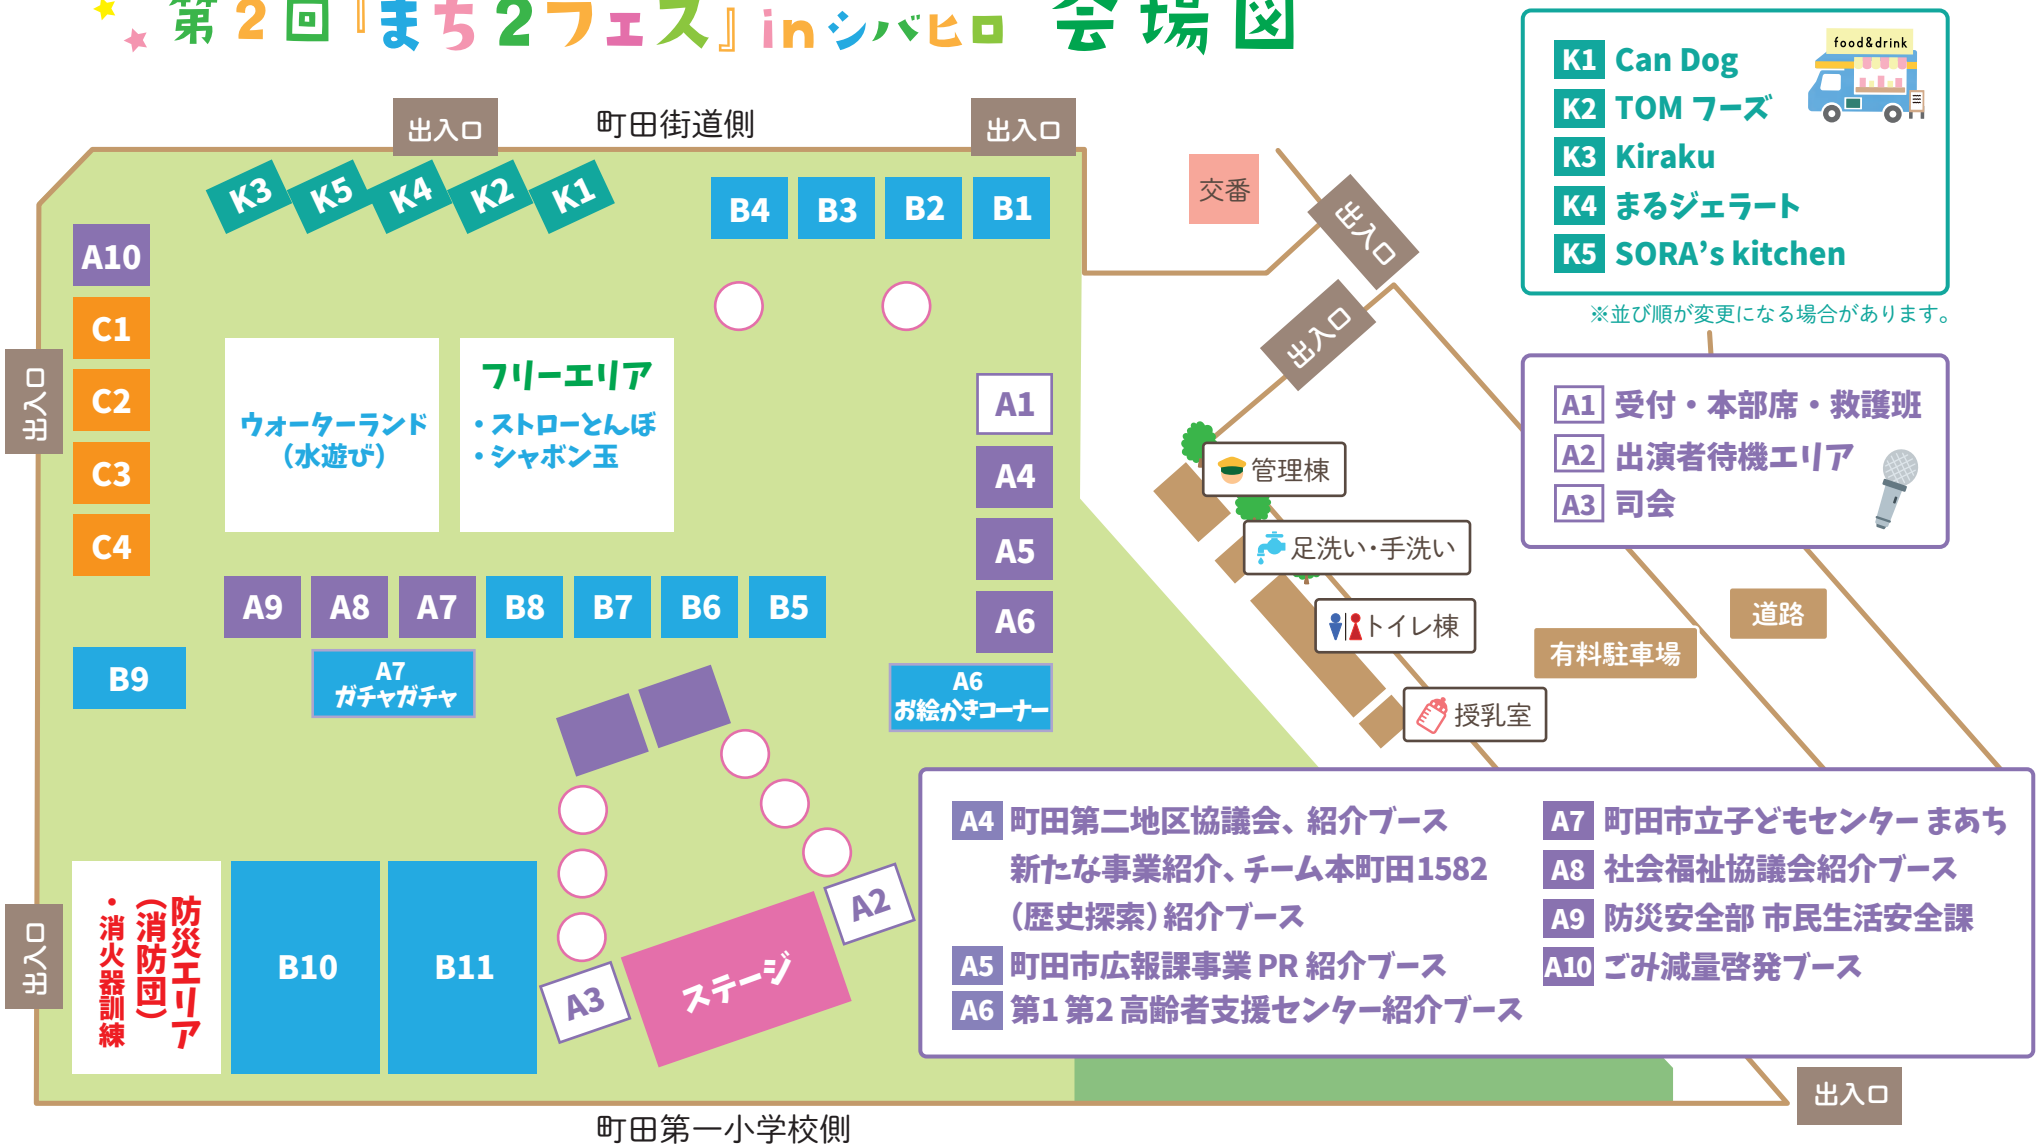 第2回『まち2フェス』in シバヒロ 会場図
町田街道側
出入口
出入口
K3
K5
K4
K2
K1
B4
B3
B2
B1
交番
出入口
出入口
food&drink
K1 Can Dog
K2 TOM フーズ
K3 Kiraku
K4 まるジェラート
K5 SORA's kitchen
※並び順が変更になる場合があります。
A1 受付・本部席・救護班
A2 出演者待機エリア
A3 司会
A10
C1
C2
C3
C4
出入口
ウォーターランド
（水遊び）
フリーエリア
・ストローとんぼ
・シャボン玉
A1
A4
A5
A6
A6
お絵かきコーナー
A9
A8
A7
B8
B7
B6
B5
A7
ガチャガチャ
B9
管理棟
足洗い・手洗い
トイレ棟
授乳室
有料駐車場
道路
出入口
防災エリア
（消防団）
・消火器訓練
B10
B11
A3
ステージ
A2
A4 町田第二地区協議会、紹介ブース
新たな事業紹介、チーム本町田1582
（歴史探索）紹介ブース
A5 町田市広報課事業 PR 紹介ブース
A6 第1 第2 高齢者支援センター紹介ブース
A7 町田市立子どもセンター まあち
A8 社会福祉協議会紹介ブース
A9 防災安全部 市民生活安全課
A10 ごみ減量啓発ブース
出入口
町田第一小学校側